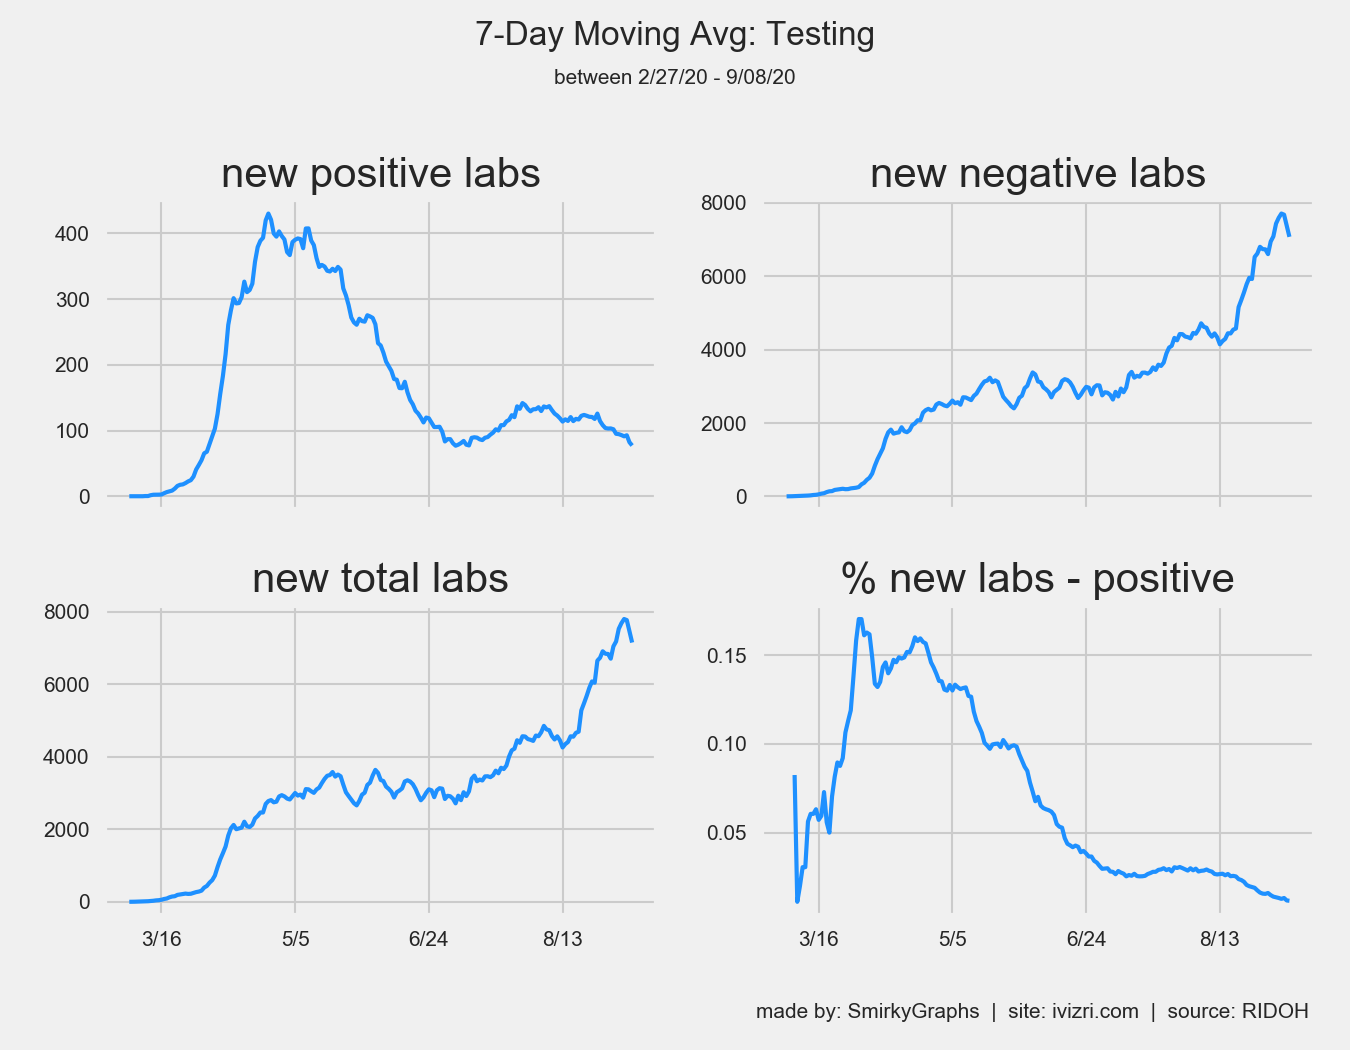 7-Day Moving Avg: Testing
between 2/27/20 - 9/08/20
new positive labs
400
300
200
100
0
new negative labs
8000
6000
4000
2000
0
new total labs
8000
6000
4000
2000
0
3/16 5/5 6/24 8/13
% new labs - positive
0.15
0.10
0.05
3/16 5/5 6/24 8/13
made by: SmirkyGraphs | site: ivizri.com | source: RIDOH